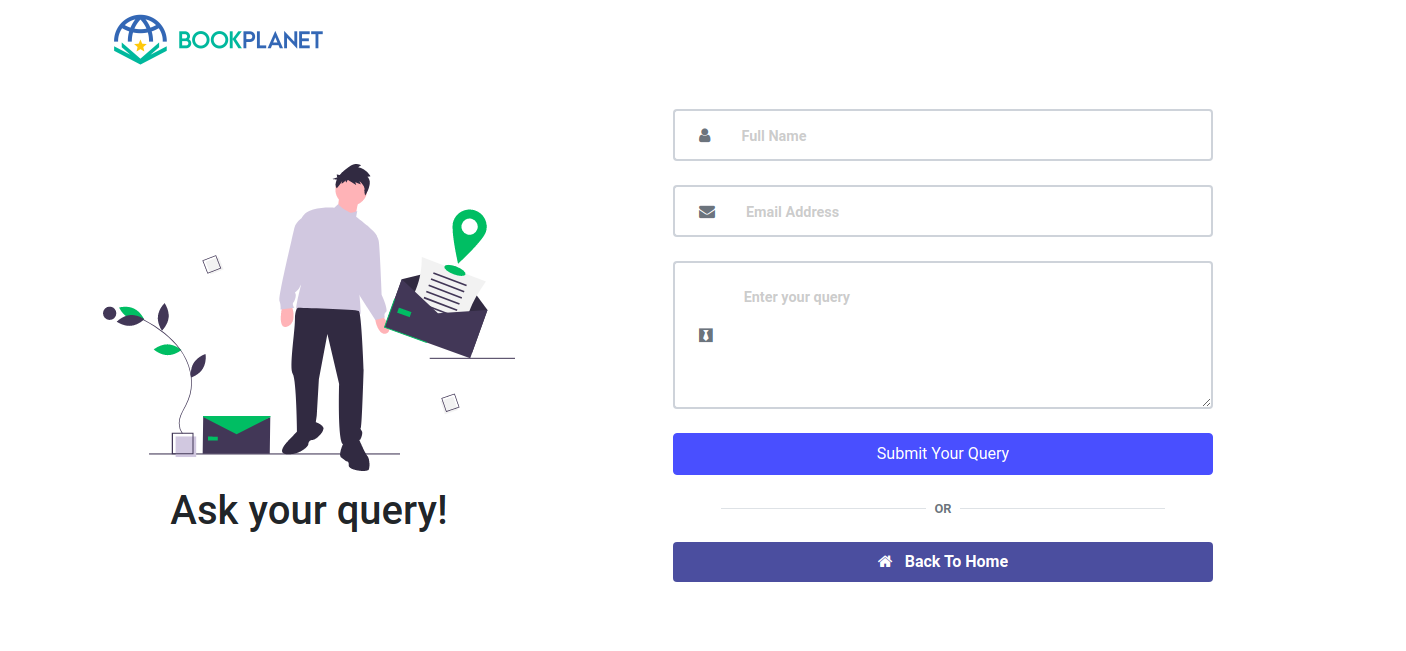 BOOKPLANET
Full Name
Email Address
Enter your query
Submit Your Query
OR
Back To Home
Ask your query!